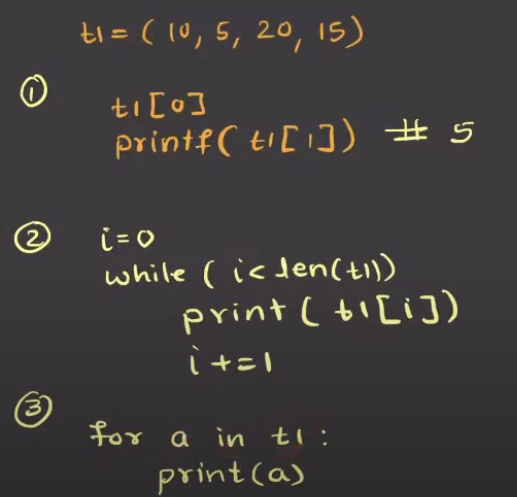 t1 = ( 10, 5, 20, 15)
①
t1[0]
printf( t1[1]) # 5
② i=0
while ( i< len(t1))
print ( t1[i])
i +=1
③
for a in t1 :
print(a)